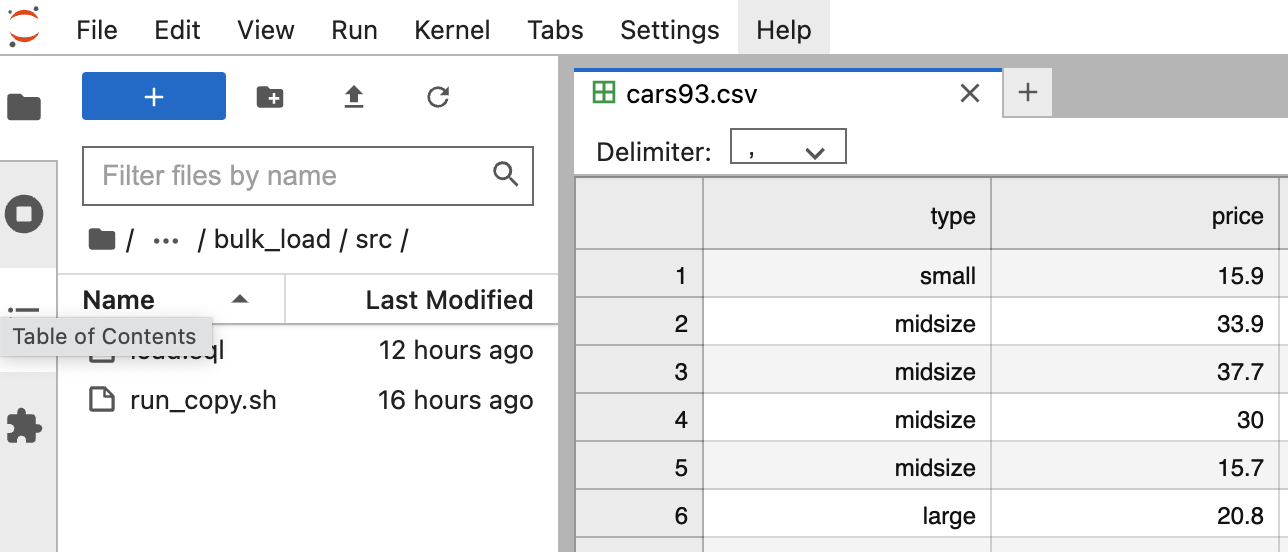 File Edit View Run Kernel Tabs Settings Help
cars93.csv
Delimiter: ,
Filter files by name
/ ... / bulk_load / src /
Name Last Modified
Table of Contents
12 hours ago
run_copy.sh 16 hours ago
type price
1 small 15.9
2 midsize 33.9
3 midsize 37.7
4 midsize 30
5 midsize 15.7
6 large 20.8